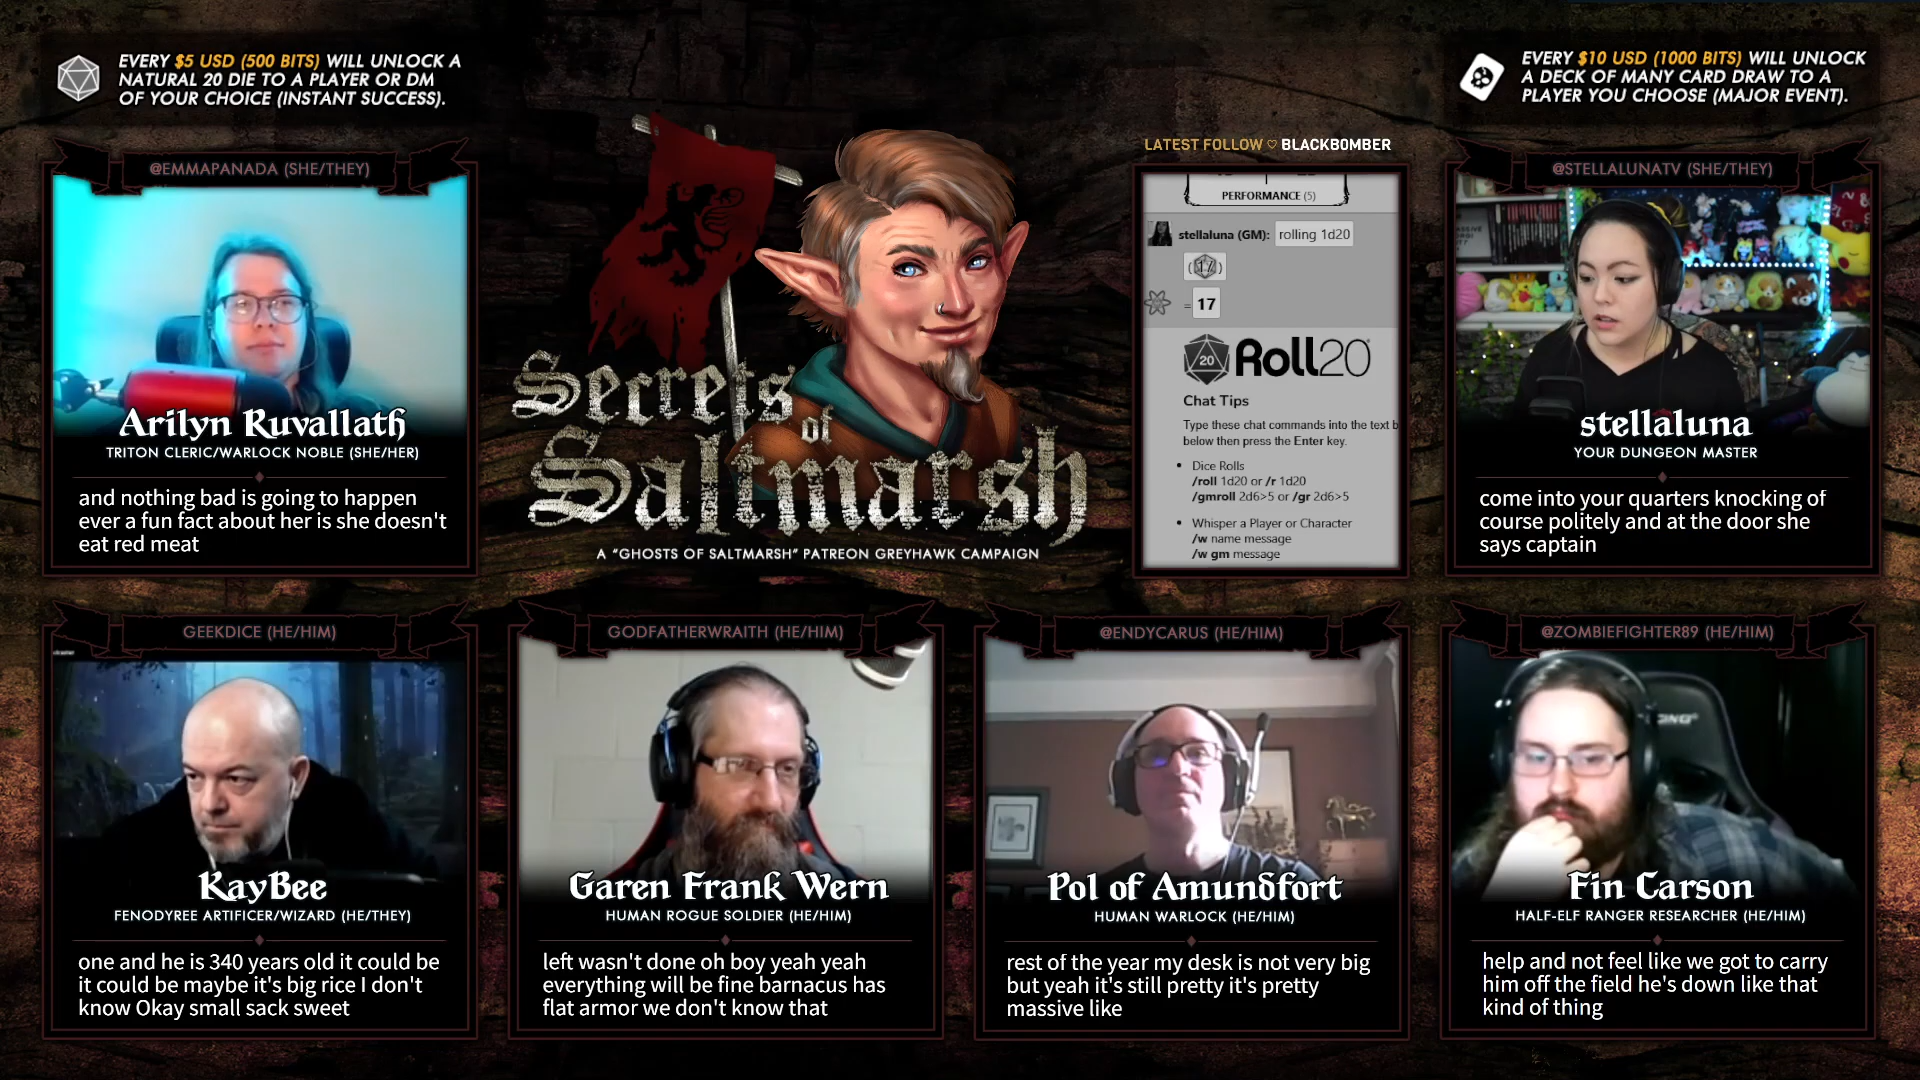 EVERY $5 USD (500 BITS) WILL UNLOCK A
NATURAL 20 DIE TO A PLAYER OR DM
OF YOUR CHOICE (INSTANT SUCCESS).
EVERY $10 USD (1000 BITS) WILL UNLOCK
A DECK OF MANY CARD DRAW TO A
PLAYER YOU CHOOSE (MAJOR EVENT).
@EMMAPANADA (SHE/THEY)
Arilyn Ruvallath
TRITON CLERIC/WARLOCK NOBLE (SHE/HER)
and nothing bad is going to happen
ever a fun fact about her is she doesn't
eat red meat
Secrets
of
Saltmarsh
A "GHOSTS OF SALTMARSH" PATREON GREYHAWK CAMPAIGN
LATEST FOLLOW ♡ BLACKB0MBER
PERFORMANCE (5)
stellaluna (GM): rolling 1d20
(17)
= 17
20 Roll20
Chat Tips
Type these chat commands into the text b
below then press the Enter key.
• Dice Rolls
/roll 1d20 or /r 1d20
/gmroll 2d6>5 or /gr 2d6>5
• Whisper a Player or Character
/w name message
/w gm message
@STELLALUNATV (SHE/THEY)
stellaluna
YOUR DUNGEON MASTER
come into your quarters knocking of
course politely and at the door she
says captain
GEEKDICE (HE/HIM)
KayBee
FENODYREE ARTIFICER/WIZARD (HE/THEY)
one and he is 340 years old it could be
it could be maybe it's big rice I don't
know Okay small sack sweet
GODFATHERWRAITH (HE/HIM)
Garen Frank Wern
HUMAN ROGUE SOLDIER (HE/HIM)
left wasn't done oh boy yeah yeah
everything will be fine barnacus has
flat armor we don't know that
@ENDYCARUS (HE/HIM)
Pol of Amundfort
HUMAN WARLOCK (HE/HIM)
rest of the year my desk is not very big
but yeah it's still pretty it's pretty
massive like
@ZOMBIEFIGHTER89 (HE/HIM)
Fin Carson
HALF-ELF RANGER RESEARCHER (HE/HIM)
help and not feel like we got to carry
him off the field he's down like that
kind of thing